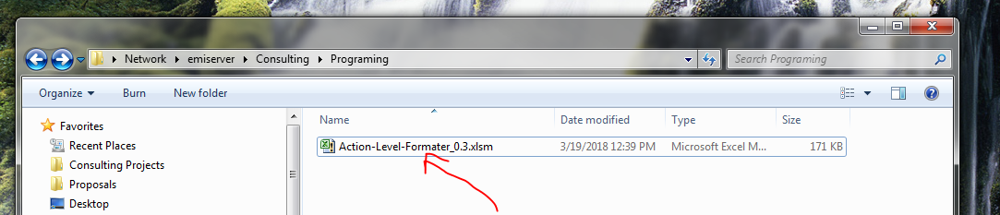 Network ▸ emiserver ▸ Consulting ▸ Programing
Search Programing
Organize Burn New folder
Favorites
Recent Places
Consulting Projects
Proposals
Desktop
Name Date modified Type Size
Action-Level-Formater_0.3.xlsm 3/19/2018 12:39 PM Microsoft Excel M... 171 KB